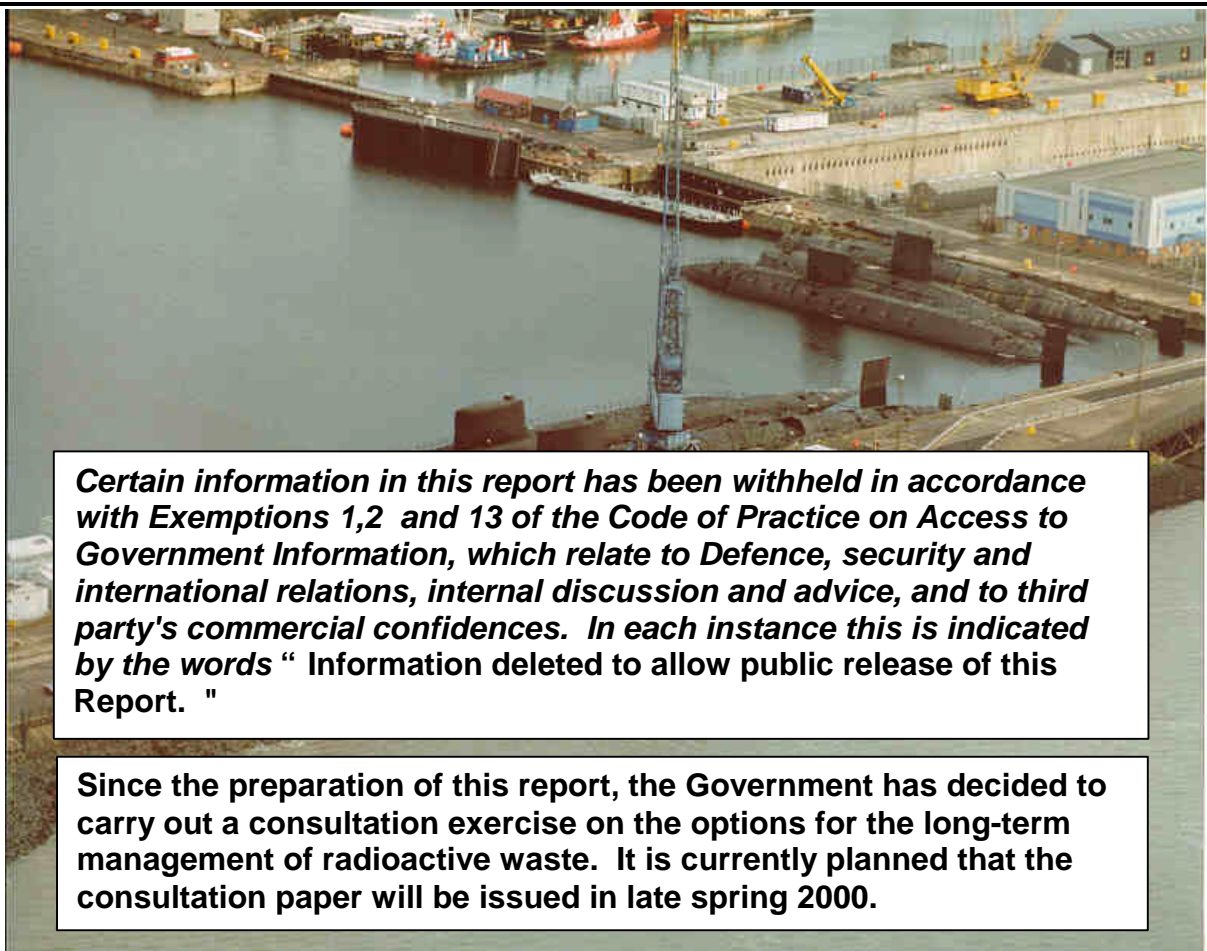 Certain information in this report has been withheld in accordance
with Exemptions 1,2  and 13 of the Code of Practice on Access to
Government Information, which relate to Defence, security and
international relations, internal discussion and advice, and to third
party's commercial confidences.  In each instance this is indicated
by the words “ Information deleted to allow public release of this
Report.  "
Since the preparation of this report, the Government has decided to
carry out a consultation exercise on the options for the long-term
management of radioactive waste.  It is currently planned that the
consultation paper will be issued in late spring 2000.